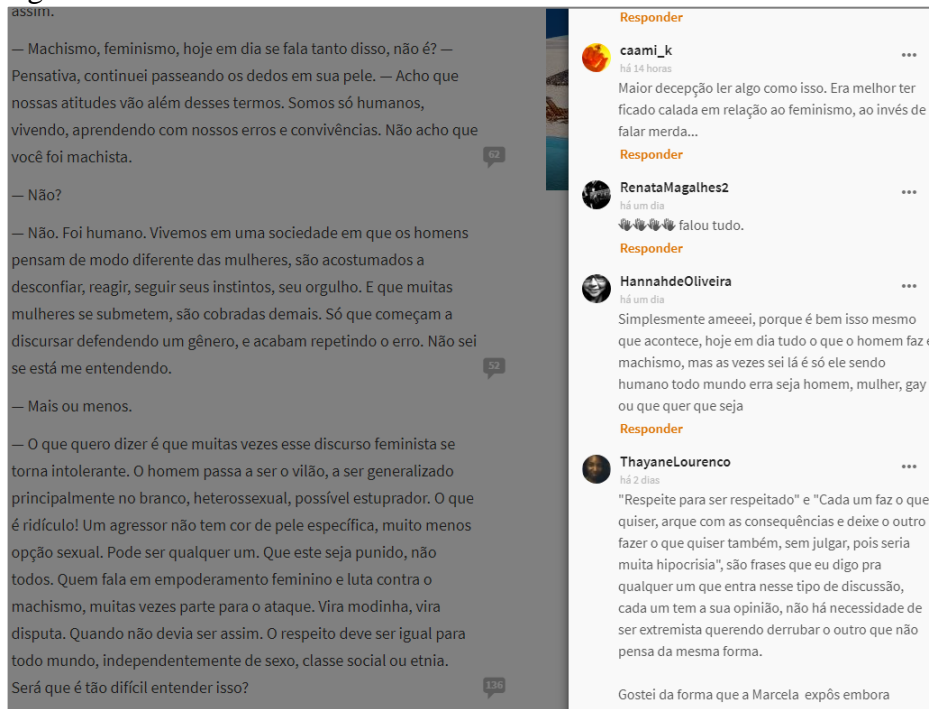 assim.
— Machismo, feminismo, hoje em dia se fala tanto disso, não é? —
Pensativa, continuei passeando os dedos em sua pele. — Acho que
nossas atitudes vão além desses termos. Somos só humanos,
vivendo, aprendendo com nossos erros e convivências. Não acho que
você foi machista.
62
— Não?
— Não. Foi humano. Vivemos em uma sociedade em que os homens
pensam de modo diferente das mulheres, são acostumados a
desconfiar, reagir, seguir seus instintos, seu orgulho. E que muitas
mulheres se submetem, são cobradas demais. Só que começam a
discursar defendendo um gênero, e acabam repetindo o erro. Não sei
se está me entendendo.
52
— Mais ou menos.
— O que quero dizer é que muitas vezes esse discurso feminista se
torna intolerante. O homem passa a ser o vilão, a ser generalizado
principalmente no branco, heterossexual, possível estuprador. O que
é ridículo! Um agressor não tem cor de pele específica, muito menos
opção sexual. Pode ser qualquer um. Que este seja punido, não
todos. Quem fala em empoderamento feminino e luta contra o
machismo, muitas vezes parte para o ataque. Vira modinha, vira
disputa. Quando não devia ser assim. O respeito deve ser igual para
todo mundo, independentemente de sexo, classe social ou etnia.
Será que é tão difícil entender isso?
136
Responder
caami_k
há 14 horas
Maior decepção ler algo como isso. Era melhor ter
ficado calada em relação ao feminismo, ao invés de
falar merda...
Responder
RenataMagalhes2
há um dia
👏👏👏👏 falou tudo.
Responder
HannahdeOliveira
há um dia
Simplesmente ameeei, porque é bem isso mesmo
que acontece, hoje em dia tudo o que o homem faz é
machismo, mas as vezes sei lá é só ele sendo
humano todo mundo erra seja homem, mulher, gay
ou que quer que seja
Responder
ThayaneLourenco
há 2 dias
"Respeite para ser respeitado" e "Cada um faz o que
quiser, arque com as consequências e deixe o outro
fazer o que quiser também, sem julgar, pois seria
muita hipocrisia", são frases que eu digo pra
qualquer um que entra nesse tipo de discussão,
cada um tem a sua opinião, não há necessidade de
ser extremista querendo derrubar o outro que não
pensa da mesma forma.
Gostei da forma que a Marcela expôs embora